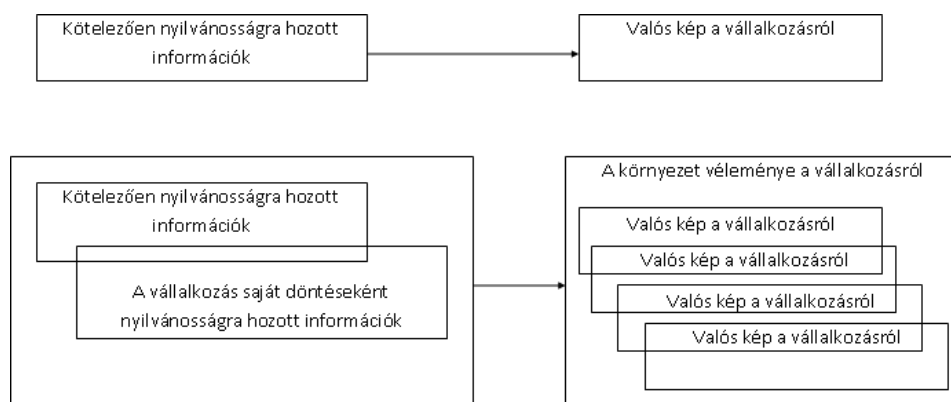 Kötelezően nyilvánosságra hozott
információk
Valós kép a vállalkozásról
Kötelezően nyilvánosságra hozott
információk
A vállalkozás saját döntéseként
nyilvánosságra hozott információk
A környezet véleménye a vállalkozásról
Valós kép a vállalkozásról
Valós kép a vállalkozásról
Valós kép a vállalkozásról
Valós kép a vállalkozásról